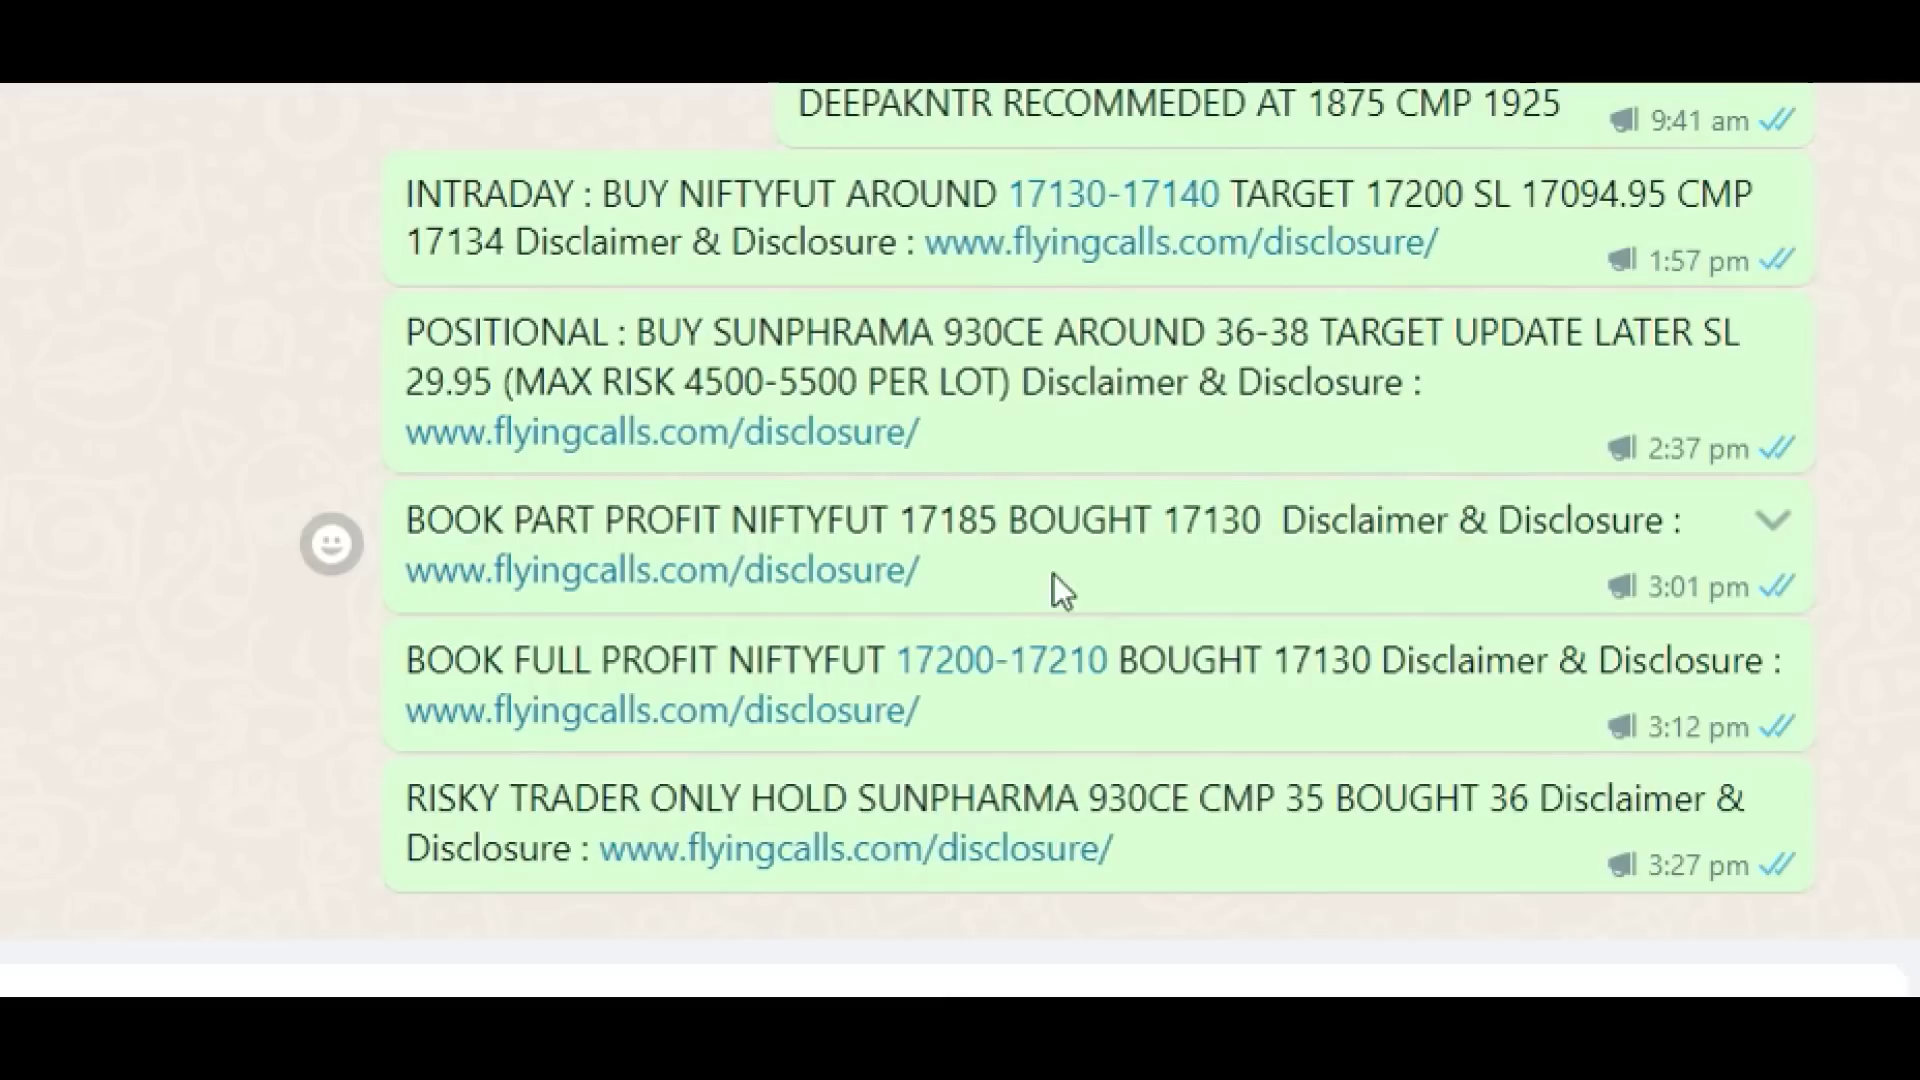 DEEPAKNTR RECOMMEDED AT 1875 CMP 1925
9:41 am
INTRADAY : BUY NIFTYFUT AROUND 17130-17140 TARGET 17200 SL 17094.95 CMP
17134 Disclaimer & Disclosure : www.flyingcalls.com/disclosure/
1:57 pm
POSITIONAL : BUY SUNPHRAMA 930CE AROUND 36-38 TARGET UPDATE LATER SL
29.95 (MAX RISK 4500-5500 PER LOT) Disclaimer & Disclosure :
www.flyingcalls.com/disclosure/
2:37 pm
BOOK PART PROFIT NIFTYFUT 17185 BOUGHT 17130 Disclaimer & Disclosure :
www.flyingcalls.com/disclosure/
3:01 pm
BOOK FULL PROFIT NIFTYFUT 17200-17210 BOUGHT 17130 Disclaimer & Disclosure :
www.flyingcalls.com/disclosure/
3:12 pm
RISKY TRADER ONLY HOLD SUNPHARMA 930CE CMP 35 BOUGHT 36 Disclaimer &
Disclosure : www.flyingcalls.com/disclosure/
3:27 pm